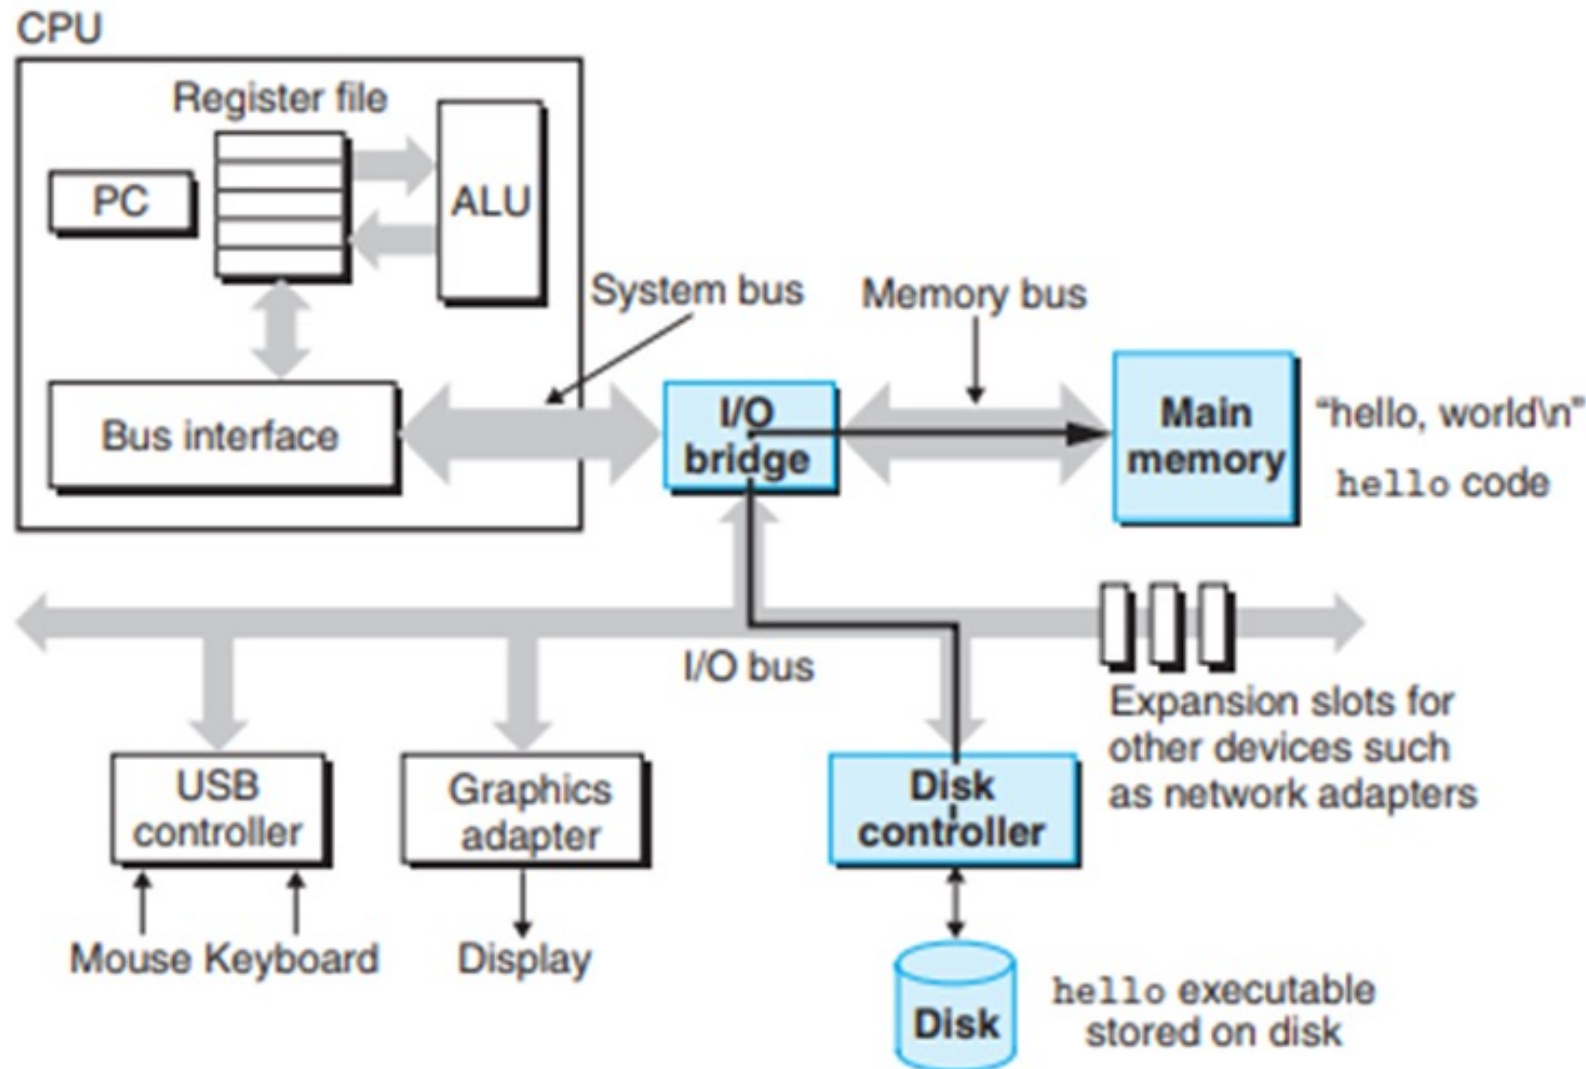 CPU
Register file
PC
ALU
System bus
Memory bus
Bus interface
I/O
bridge
Main
memory
“hello, world\n”
hello code
I/O bus
Expansion slots for
other devices such
as network adapters
USB
controller
Graphics
adapter
Disk
controller
Mouse Keyboard
Display
Disk
hello executable
stored on disk